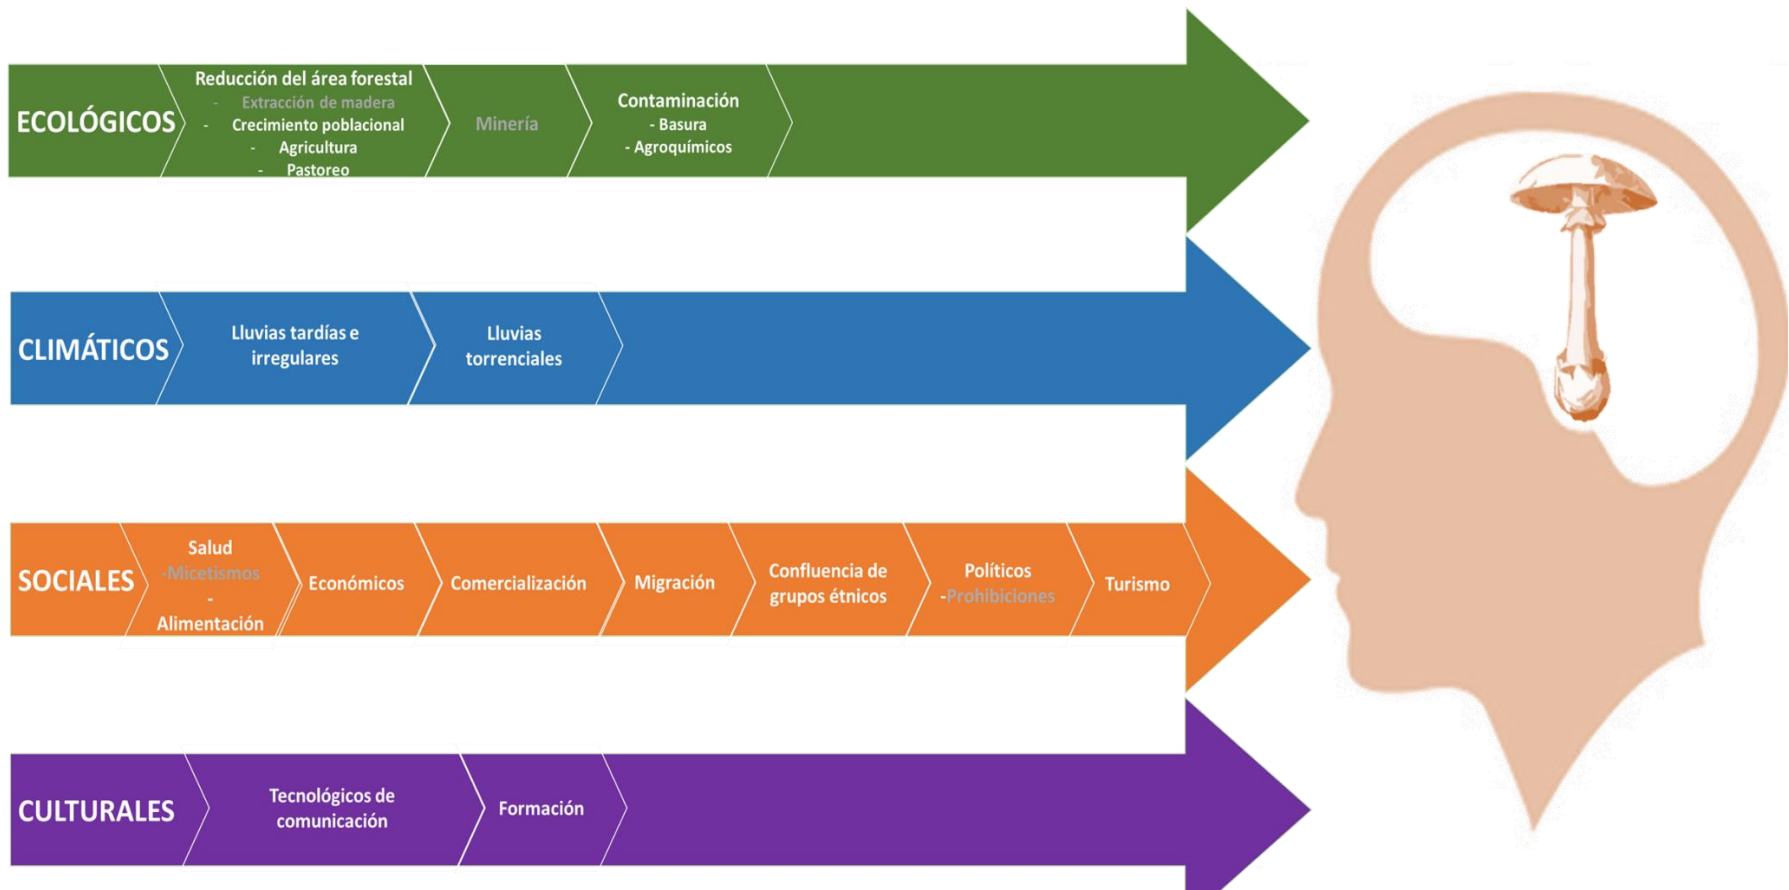 ECOLÓGICOS
Reducción del área forestal
- Extracción de madera
- Crecimiento poblacional
- Agricultura
- Pastoreo
Minería
Contaminación
- Basura
- Agroquímicos
CLIMÁTICOS
Lluvias tardías e
irregulares
Lluvias
torrenciales
SOCIALES
Salud
-Micetismos
-
Alimentación
Económicos
Comercialización
Migración
Confluencia de
grupos étnicos
Políticos
-Prohibiciones
Turismo
CULTURALES
Tecnológicos de
comunicación
Formación